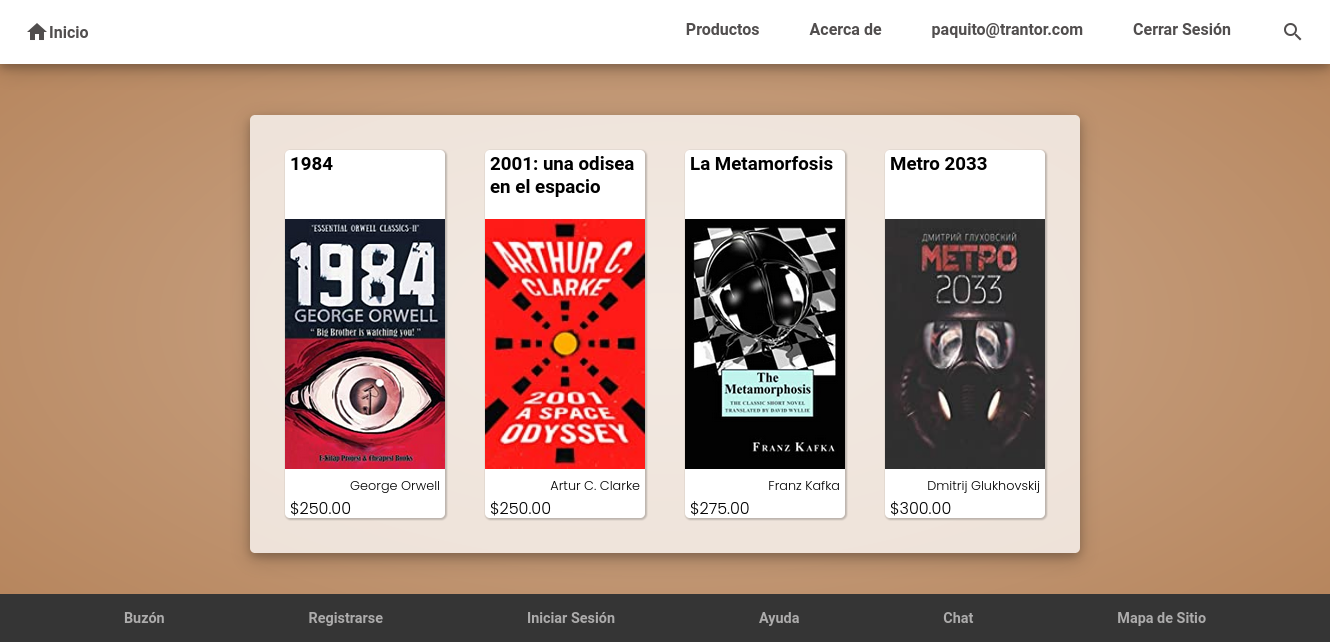 Inicio
Productos
Acerca de
paquito@trantor.com
Cerrar Sesión
1984
2001: una odisea
en el espacio
La Metamorfosis
Metro 2033
"ESSENTIAL ORWELL CLASSICS-II"
1984
GEORGE ORWELL
" Big Brother is watching you! "
E-Kitap Projesi & Cheapest Books
ARTHUR C.
CLARKE
2001
A SPACE
ODYSSEY
The
Metamorphosis
THE CLASSIC SHORT NOVEL
TRANSLATED BY DAVID WYLLIE
FRANZ KAFKA
ДМИТРИЙ ГЛУХОВСКИЙ
МЕТРО
2033
George Orwell
$250.00
Artur C. Clarke
$250.00
Franz Kafka
$275.00
Dmitrij Glukhovskij
$300.00
Buzón
Registrarse
Iniciar Sesión
Ayuda
Chat
Mapa de Sitio